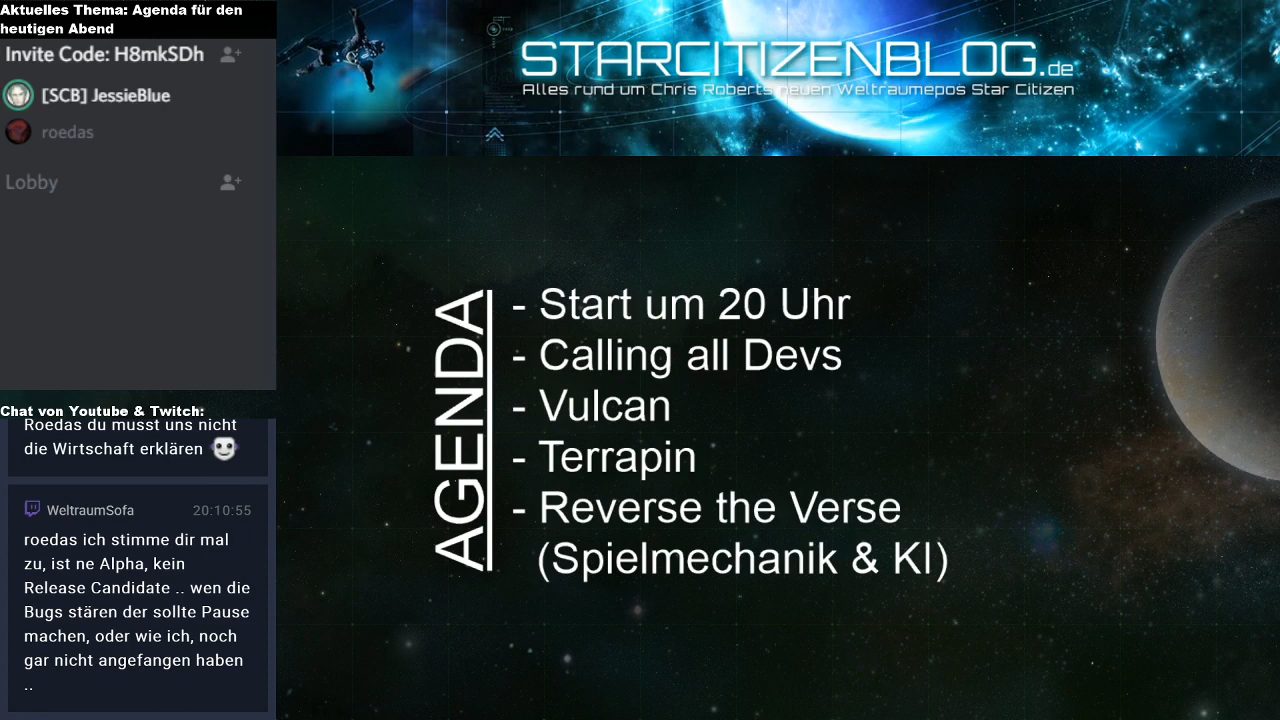 Aktuelles Thema: Agenda für den
heutigen Abend
Invite Code: H8mkSDh
[SCB] JessieBlue
roedas
Lobby
STARCITIZENBLOG.de
Alles rund um Chris Roberts neuen Weltraumepos Star Citizen
AGENDA
- Start um 20 Uhr
- Calling all Devs
- Vulcan
- Terrapin
- Reverse the Verse
(Spielmechanik & KI)
Chat von Youtube & Twitch:
Roedas du musst uns nicht
die Wirtschaft erklären
WeltraumSofa 20:10:55
roedas ich stimme dir mal
zu, ist ne Alpha, kein
Release Candidate .. wen die
Bugs stären der sollte Pause
machen, oder wie ich, noch
gar nicht angefangen haben
..